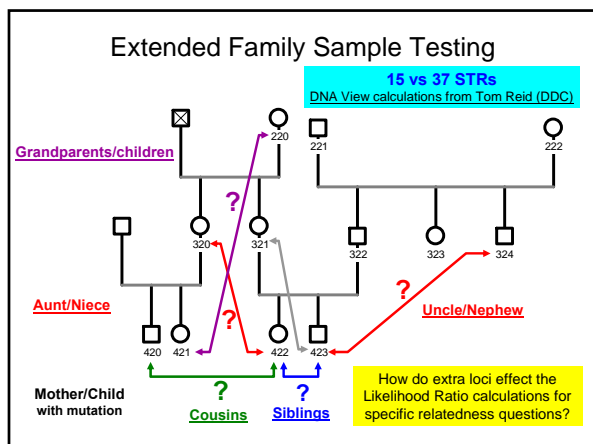 Extended Family Sample Testing
15 vs 37 STRs
DNA View calculations from Tom Reid (DDC)
220
221
222
Grandparents/children
?
320
321
322
323
324
Aunt/Niece
?
?
Uncle/Nephew
420
421
422
423
Mother/Child
with mutation
?
Cousins
?
Siblings
How do extra loci effect the
Likelihood Ratio calculations for
specific relatedness questions?